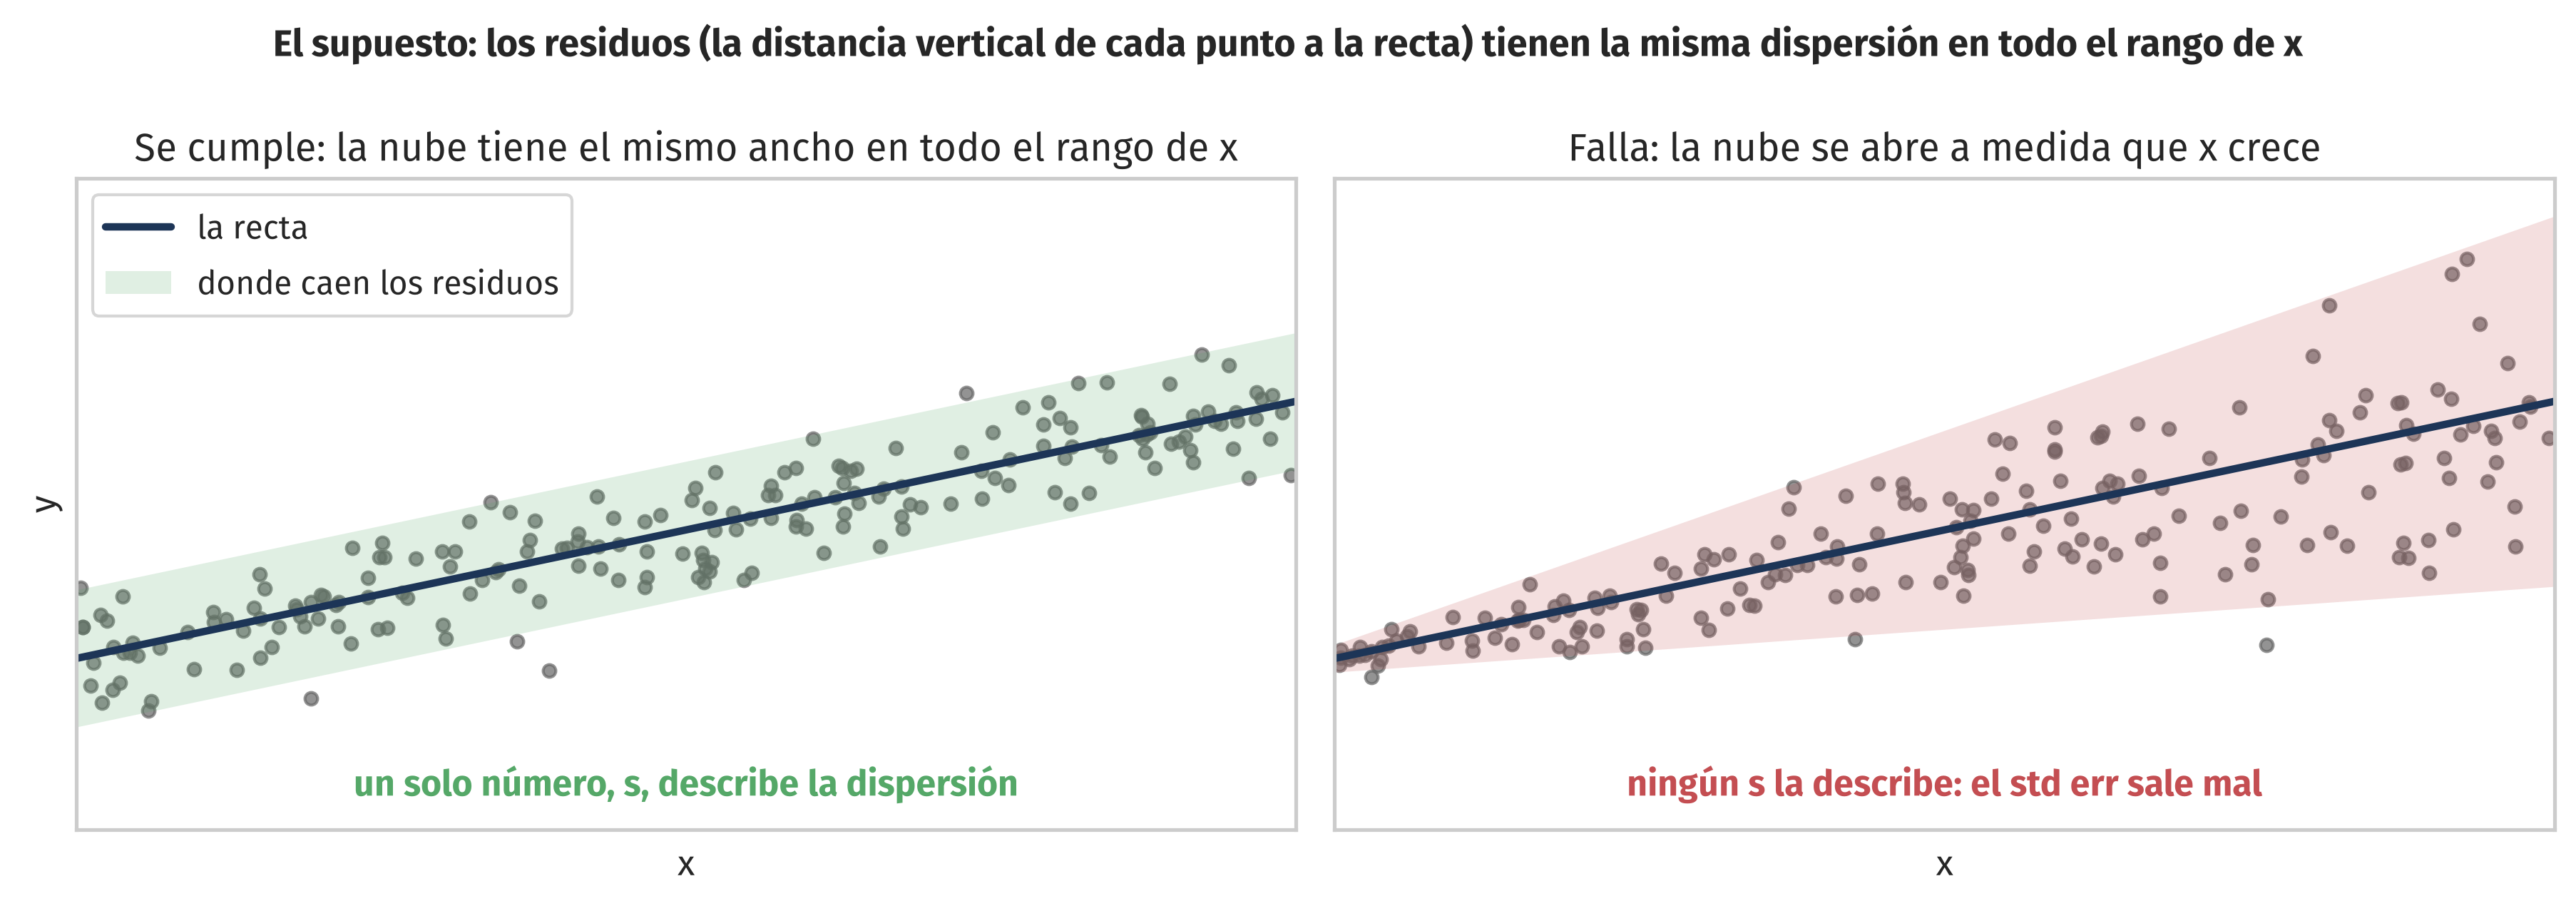 El supuesto: los residuos (la distancia vertical de cada punto a la recta) tienen la misma dispersión en todo el rango de x
Se cumple: la nube tiene el mismo ancho en todo el rango de x
la recta
donde caen los residuos
y
un solo número, s, describe la dispersión
x
Falla: la nube se abre a medida que x crece
ningún s la describe: el std err sale mal
x